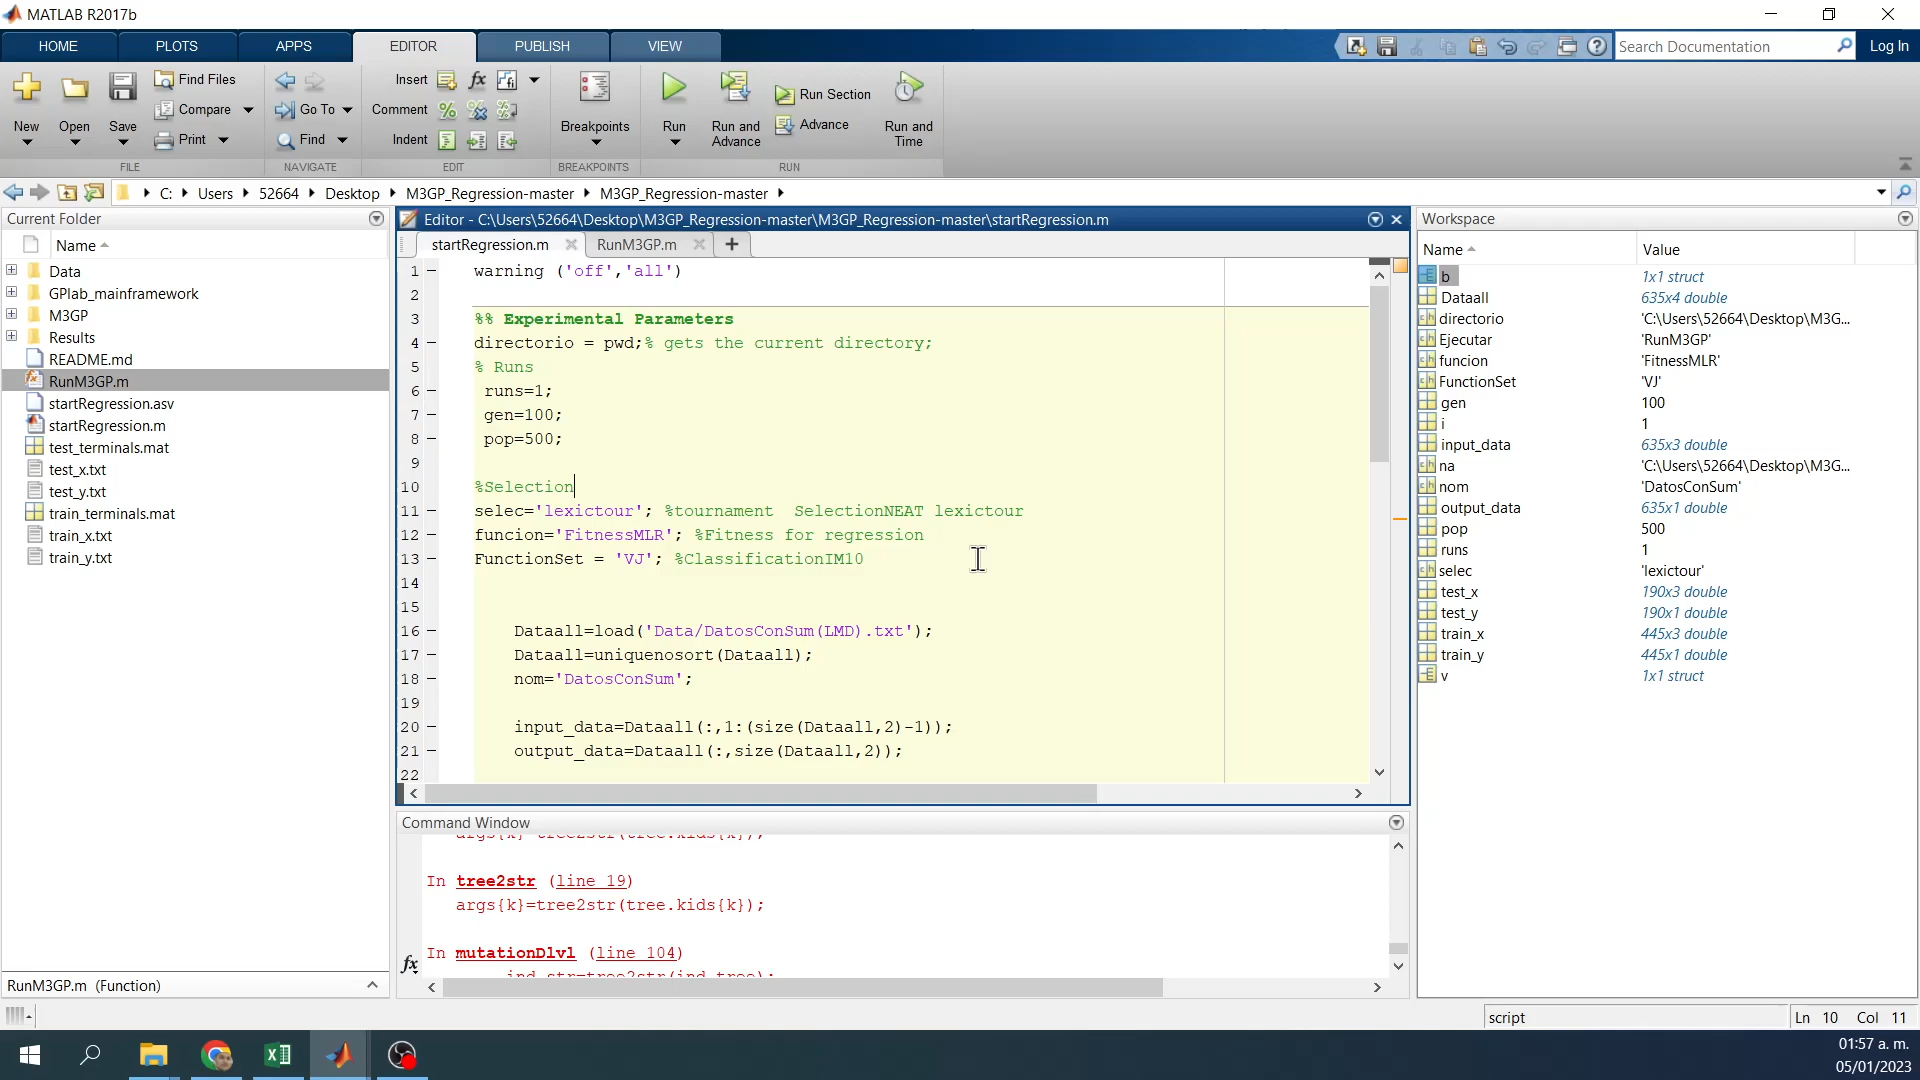 MATLAB R2017b
HOME PLOTS APPS EDITOR PUBLISH VIEW
Search Documentation
Log In
New
Open
Save
Find Files
Compare
Print
FILE
Go To
Find
NAVIGATE
Insert
Comment
Indent
EDIT
Breakpoints
BREAKPOINTS
Run
Run and Advance
Run Section
Advance
Run and Time
RUN
C: Users 52664 Desktop M3GP_Regression-master M3GP_Regression-master
Current Folder
Name
Data
GPlab_mainframework
M3GP
Results
README.md
RunM3GP.m
startRegression.asv
startRegression.m
test_terminals.mat
test_x.txt
test_y.txt
train_terminals.mat
train_x.txt
train_y.txt
RunM3GP.m (Function)
Editor - C:\Users\52664\Desktop\M3GP_Regression-master\M3GP_Regression-master\startRegression.m
startRegression.m RunM3GP.m
1 warning ('off','all')
2
3 %% Experimental Parameters
4 directorio = pwd;% gets the current directory;
5 % Runs
6 runs=1;
7 gen=100;
8 pop=500;
9
10 %Selection
11 selec='lexictour'; %tournament SelectionNEAT lexictour
12 funcion='FitnessMLR'; %Fitness for regression
13 FunctionSet = 'VJ'; %ClassificationIM10
14
15
16 Dataall=load('Data/DatosConSum(LMD).txt');
17 Dataall=uniquenosort(Dataall);
18 nom='DatosConSum';
19
20 input_data=Dataall(:,1:(size(Dataall,2)-1));
21 output_data=Dataall(:,size(Dataall,2));
22
Command Window
args{k}=tree2str(tree.kids{k});
In tree2str (line 19)
args{k}=tree2str(tree.kids{k});
In mutationDlvl (line 104)
ind_str=tree2str(ind_tree);
fx
Workspace
Name Value
b 1x1 struct
Dataall 635x4 double
directorio 'C:\Users\52664\Desktop\M3G...
Ejecutar 'RunM3GP'
funcion 'FitnessMLR'
FunctionSet 'VJ'
gen 100
i 1
input_data 635x3 double
na 'C:\Users\52664\Desktop\M3G...
nom 'DatosConSum'
output_data 635x1 double
pop 500
runs 1
selec 'lexictour'
test_x 190x3 double
test_y 190x1 double
train_x 445x3 double
train_y 445x1 double
v 1x1 struct
script
Ln 10 Col 11
01:57 a. m.
05/01/2023